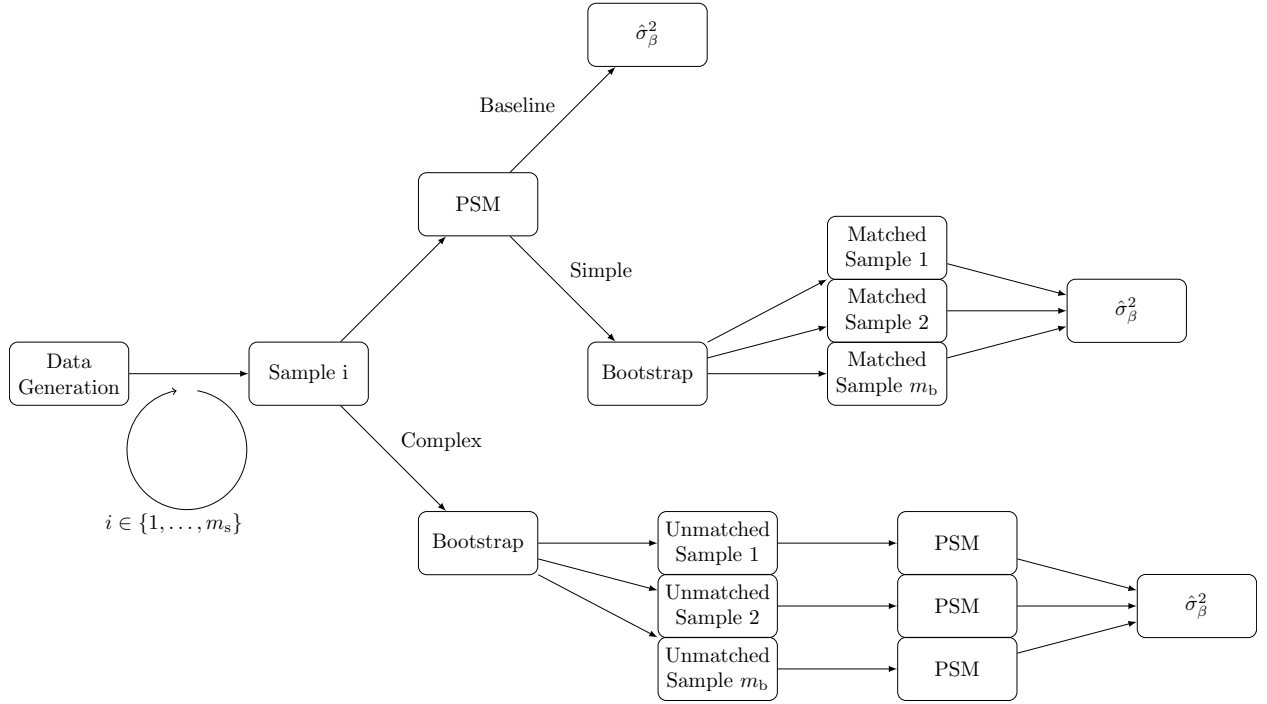 σ̂²_β
Baseline
PSM
Simple
Matched
Sample 1
Matched
Sample 2
Matched
Sample m_b
σ̂²_β
Data
Generation
Sample i
Bootstrap
Complex
i ∈ {1, …, m_s}
Bootstrap
Unmatched
Sample 1
Unmatched
Sample 2
Unmatched
Sample m_b
PSM
PSM
PSM
σ̂²_β